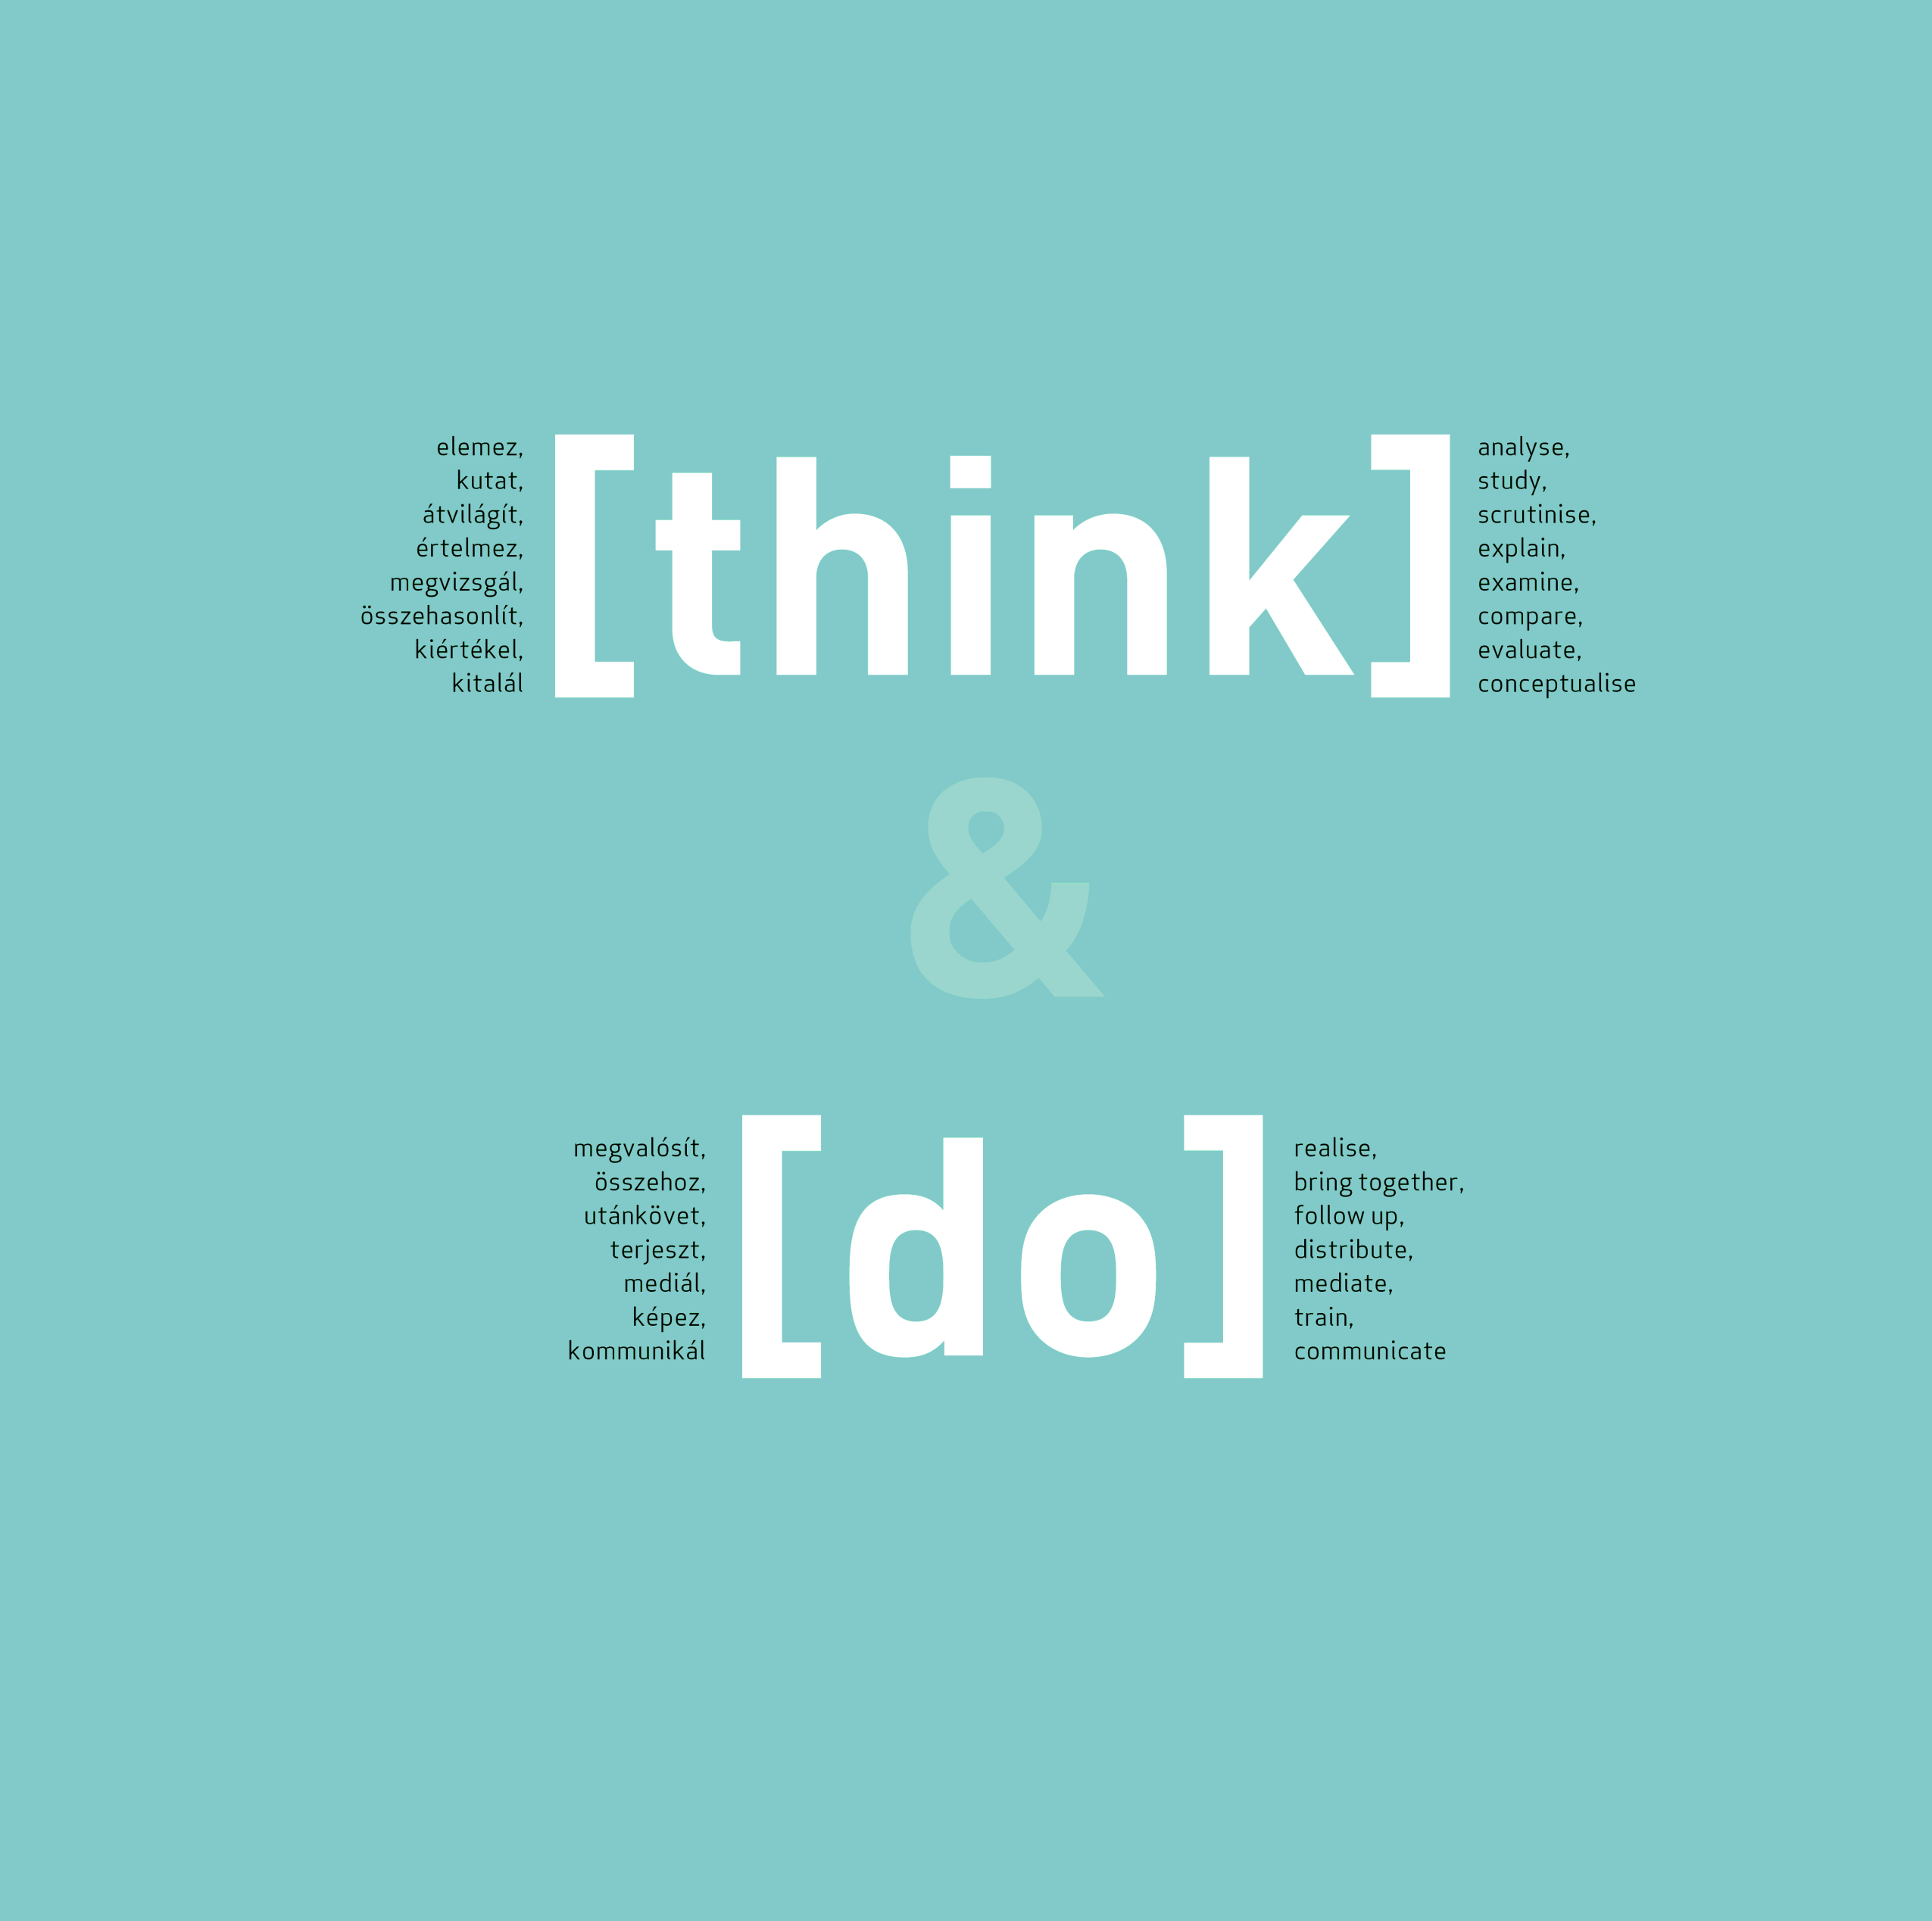 elemez,
kutat,
átvilágít,
értelmez,
megvizsgál,
összehasonlít,
kiértékel,
kitalál
[think]
analyse,
study,
scrutinise,
explain,
examine,
compare,
evaluate,
conceptualise
&
megvalósít,
összehoz,
utánkövet,
terjeszt,
mediál,
képez,
kommunikál
[do]
realise,
bring together,
follow up,
distribute,
mediate,
train,
communicate